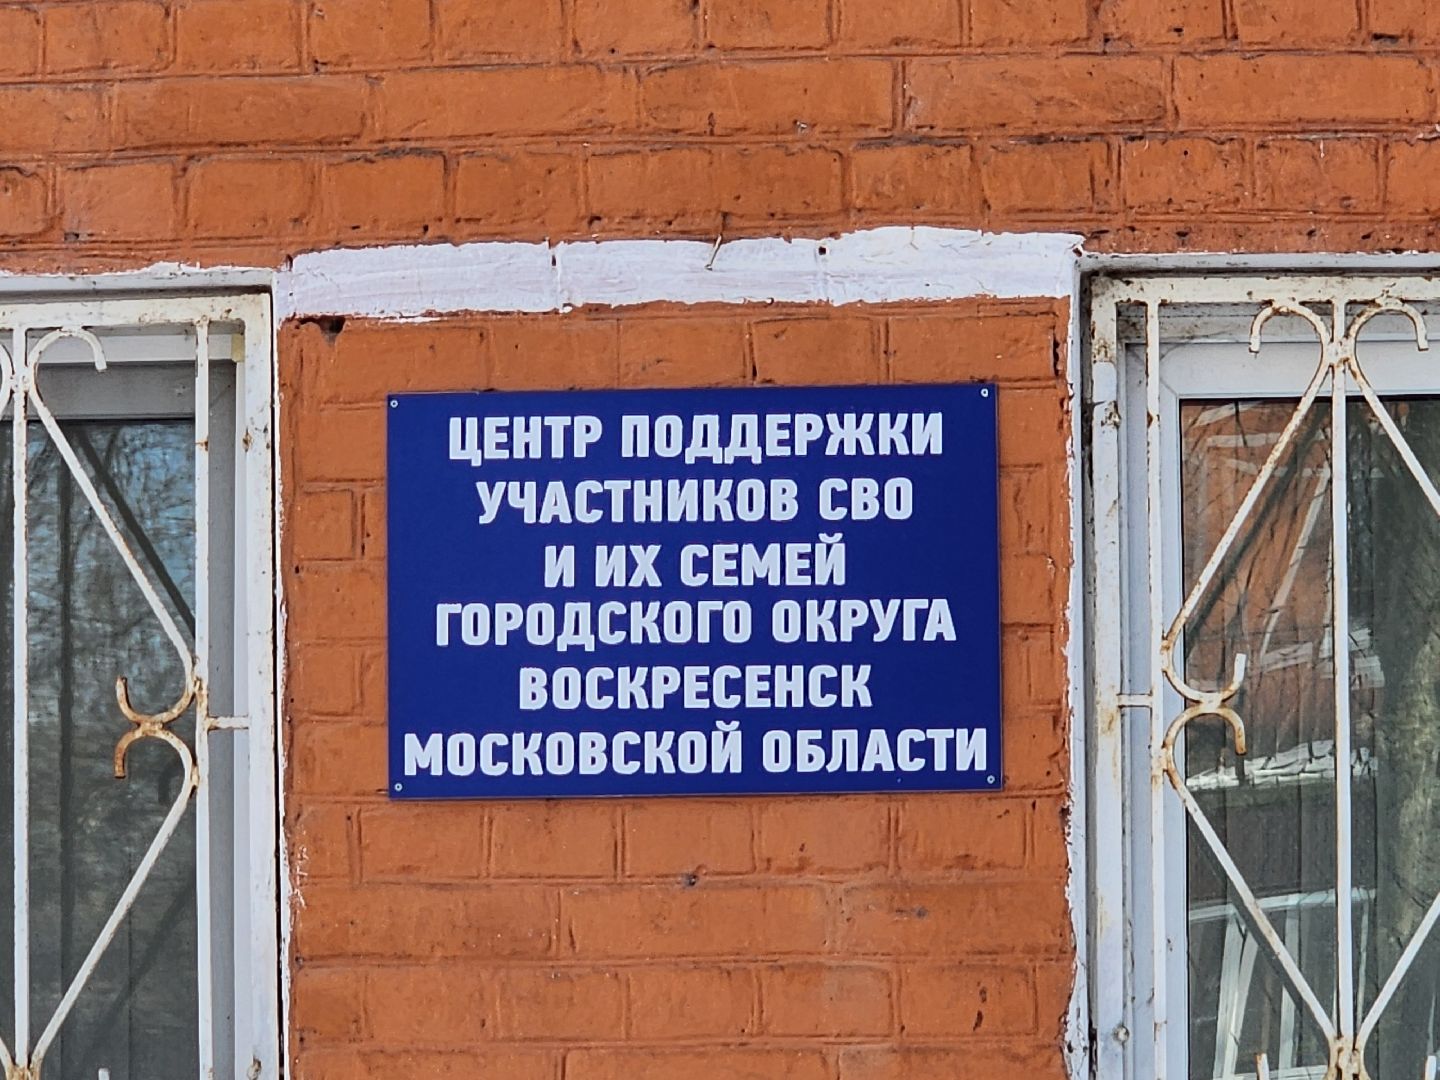 ЦЕНТР ПОДДЕРЖКИ
УЧАСТНИКОВ СВО
И ИХ СЕМЕЙ
ГОРОДСКОГО ОКРУГА
ВОСКРЕСЕНСК
МОСКОВСКОЙ ОБЛАСТИ